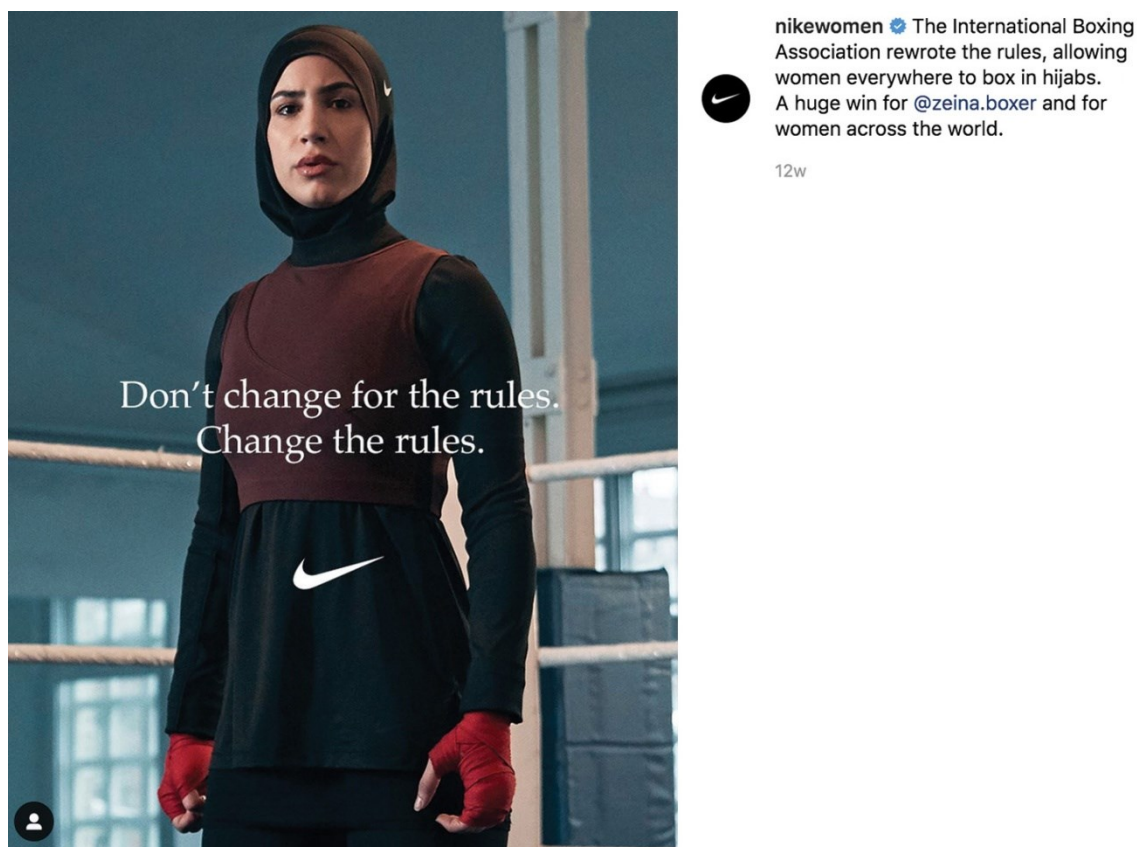 Don’t change for the rules.
Change the rules.
nikewomen The International Boxing
Association rewrote the rules, allowing
women everywhere to box in hijabs.
A huge win for @zeina.boxer and for
women across the world.
12w